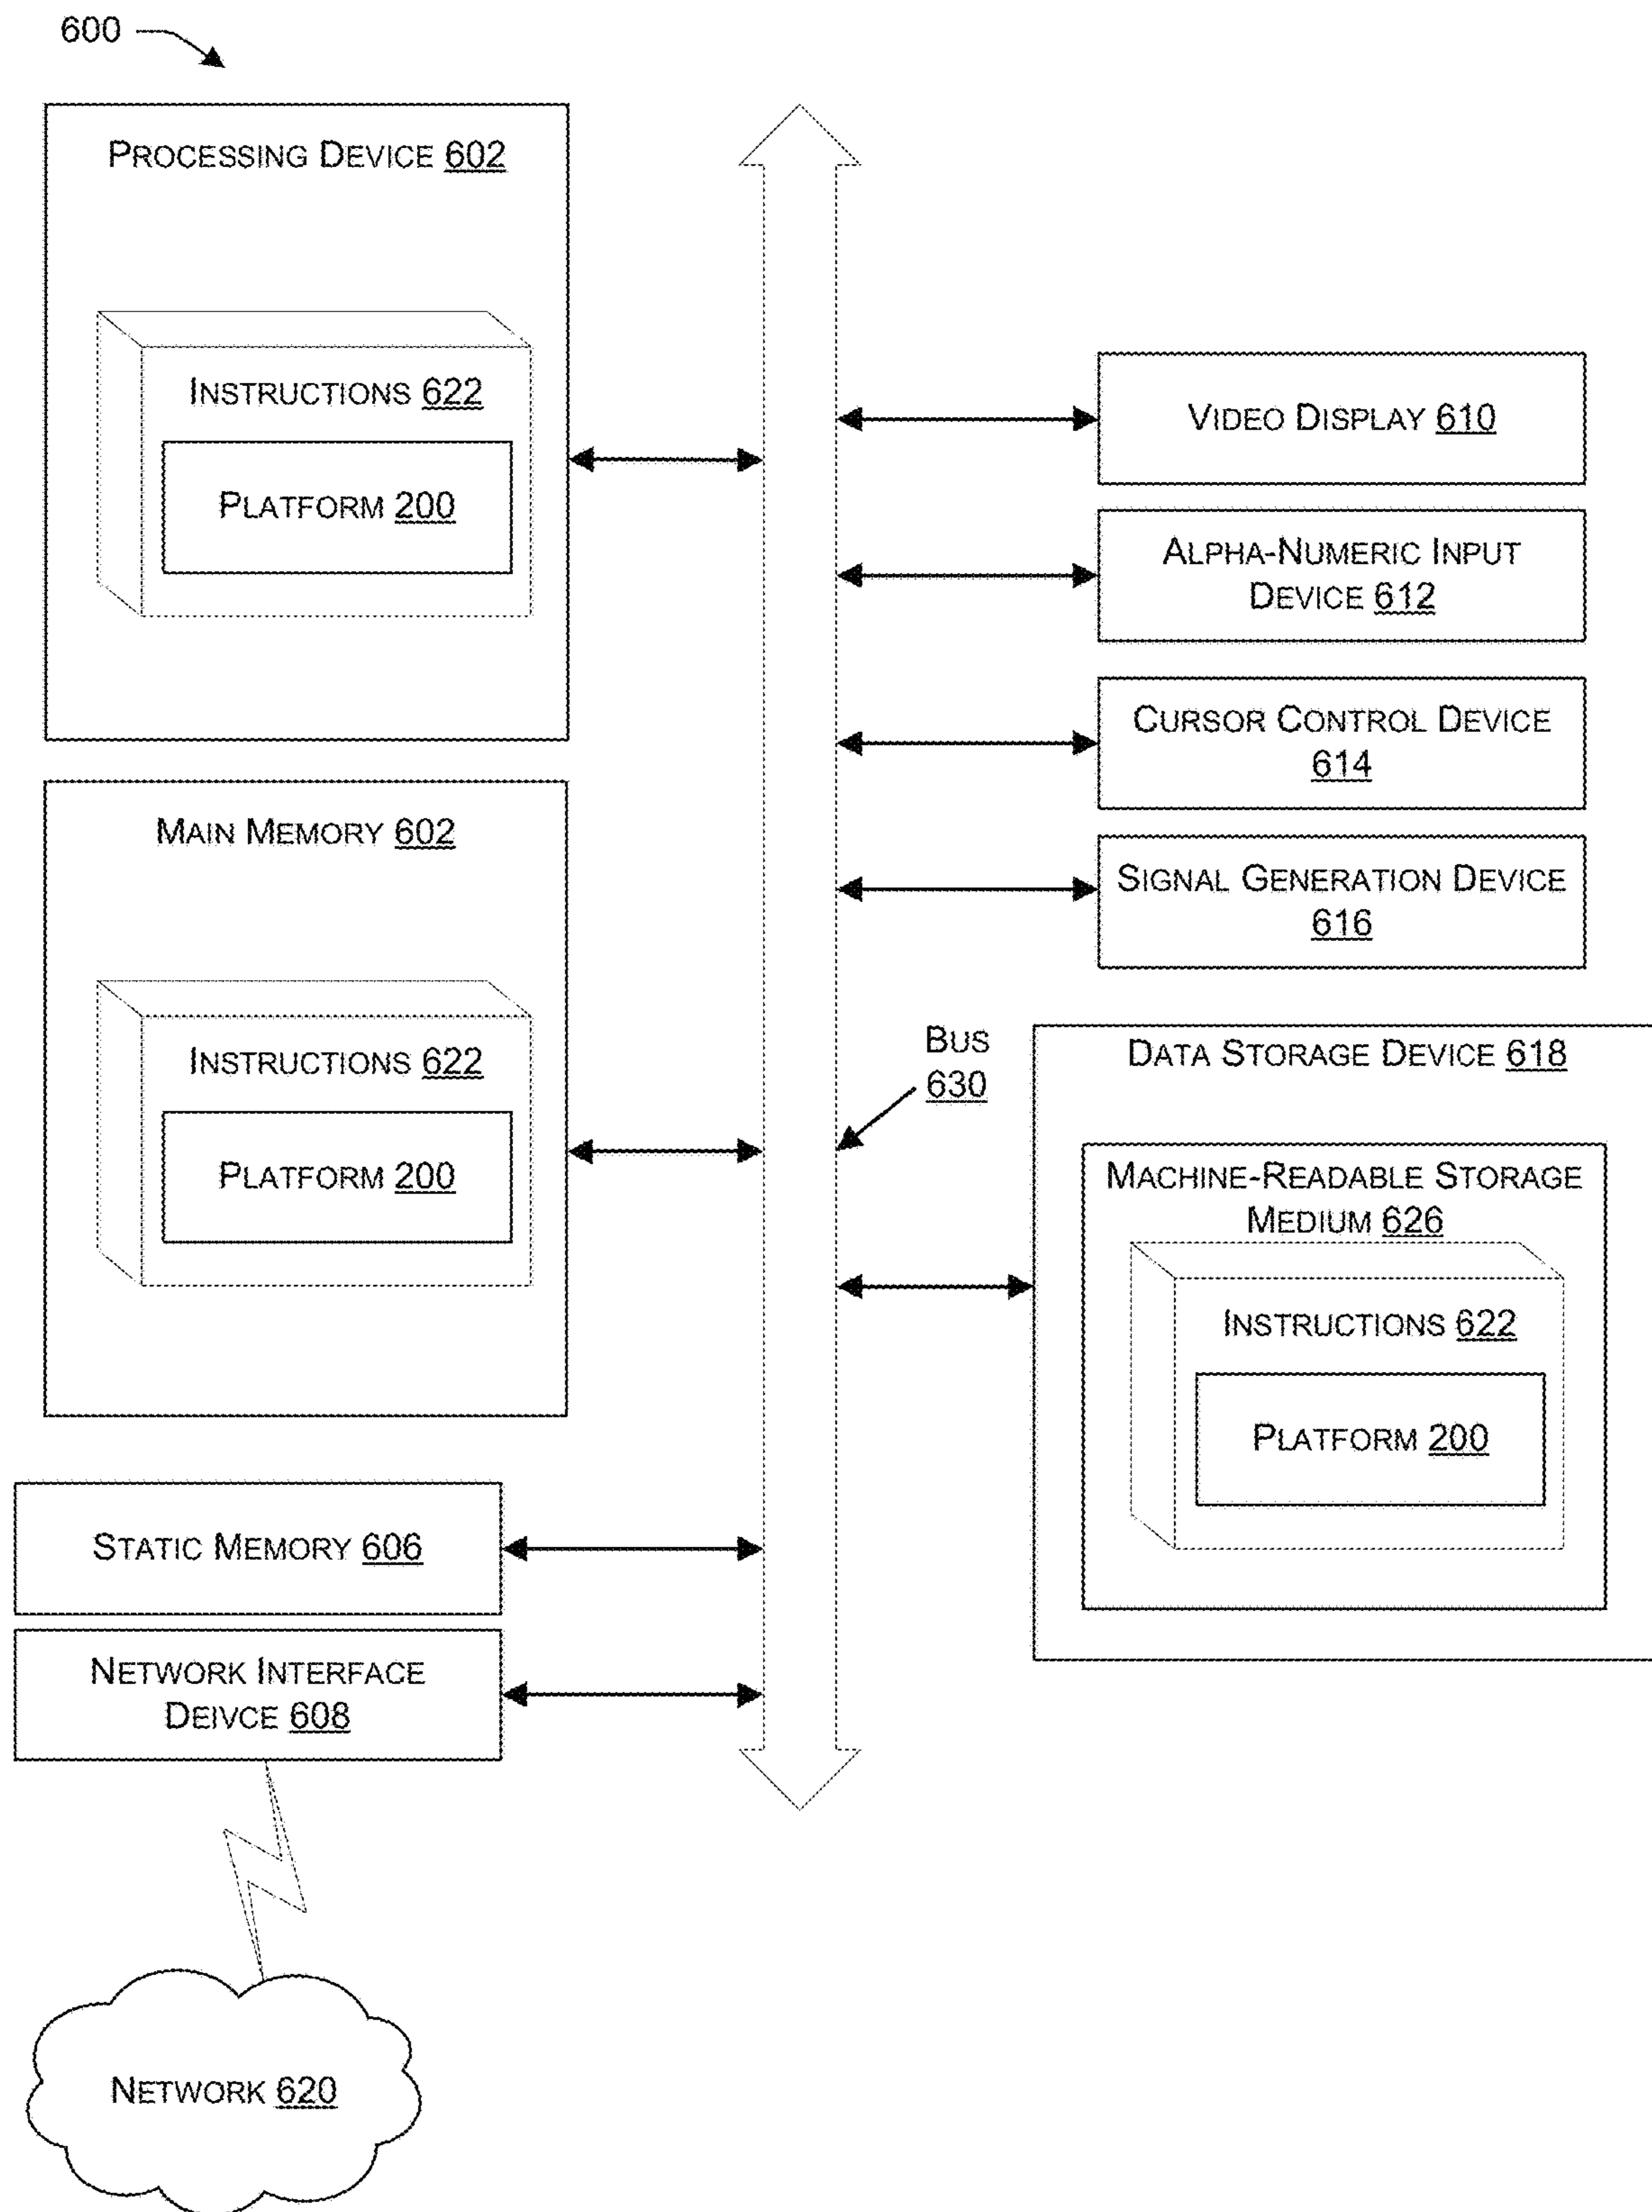 600
PROCESSING DEVICE 602
INSTRUCTIONS 622
PLATFORM 200
MAIN MEMORY 602
INSTRUCTIONS 622
PLATFORM 200
STATIC MEMORY 606
NETWORK INTERFACE
DEIVCE 608
NETWORK 620
BUS
630
VIDEO DISPLAY 610
ALPHA-NUMERIC INPUT
DEVICE 612
CURSOR CONTROL DEVICE
614
SIGNAL GENERATION DEVICE
616
DATA STORAGE DEVICE 618
MACHINE-READABLE STORAGE
MEDIUM 626
INSTRUCTIONS 622
PLATFORM 200